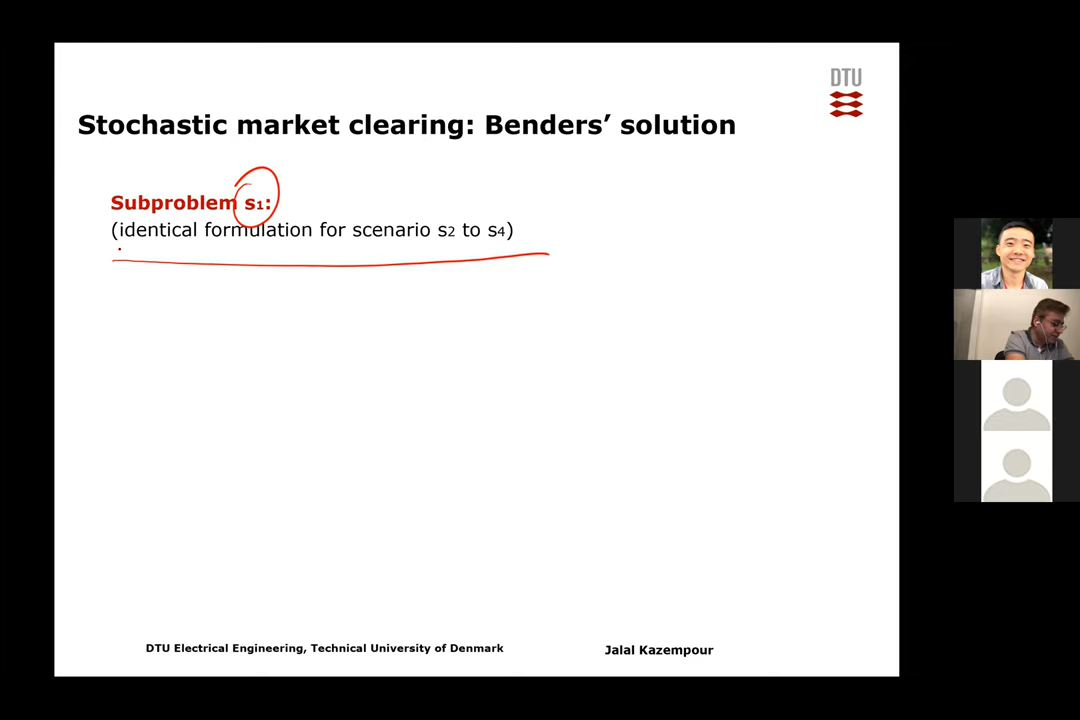 DTU
Stochastic market clearing: Benders’ solution
Subproblem s1:
(identical formulation for scenario s2 to s4)
DTU Electrical Engineering, Technical University of Denmark
Jalal Kazempour